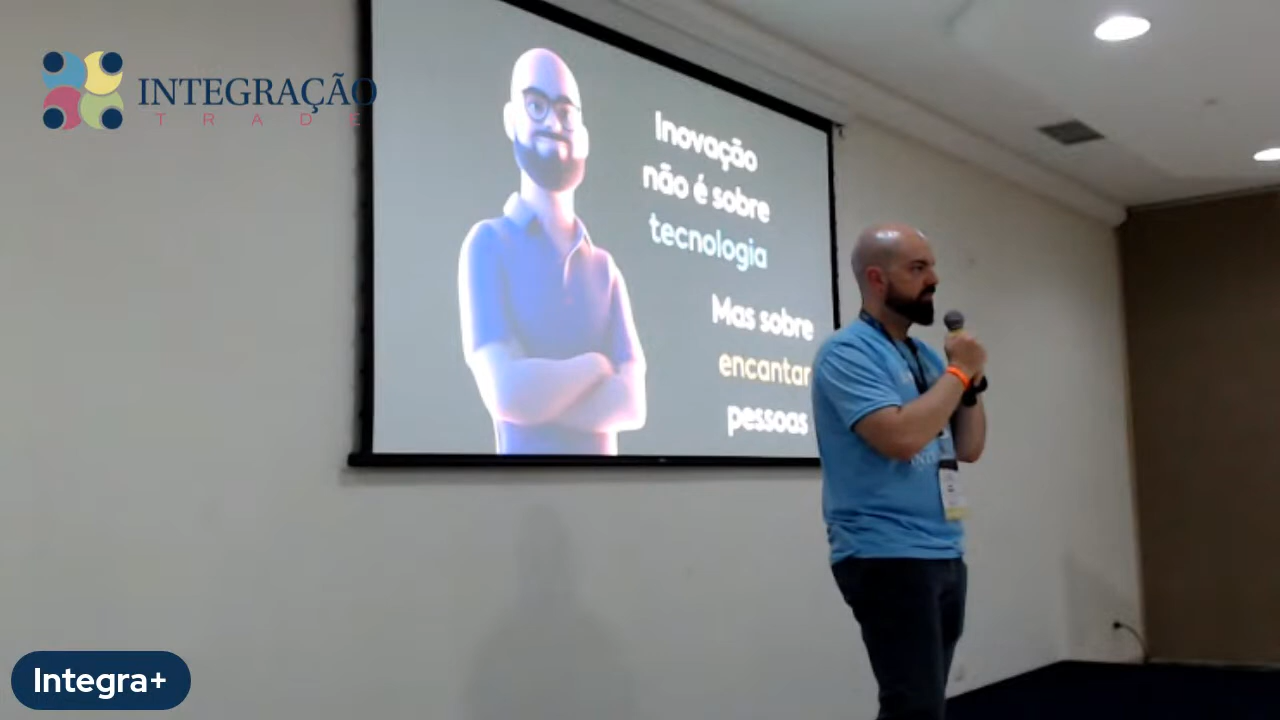 INTEGRAÇÃO
TRADE
Inovação
não é sobre
tecnologia
Mas sobre
encantar
pessoas
Integra+